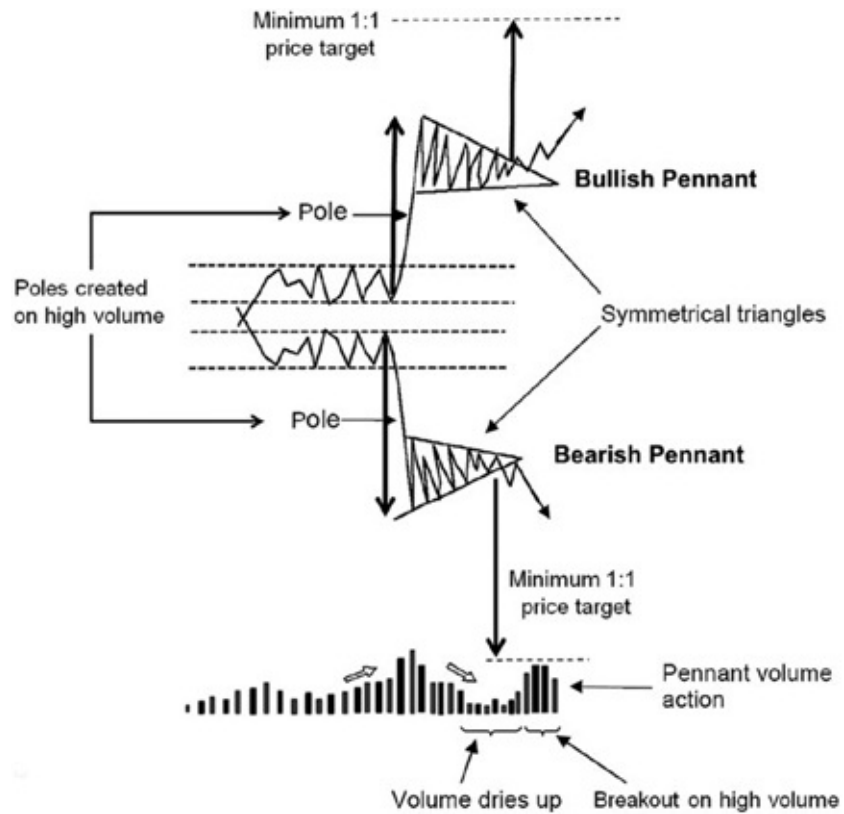 Minimum 1:1
price target
Bullish Pennant
Pole
Poles created
on high volume
Symmetrical triangles
Pole
Bearish Pennant
Minimum 1:1
price target
Pennant volume
action
Volume dries up
Breakout on high volume